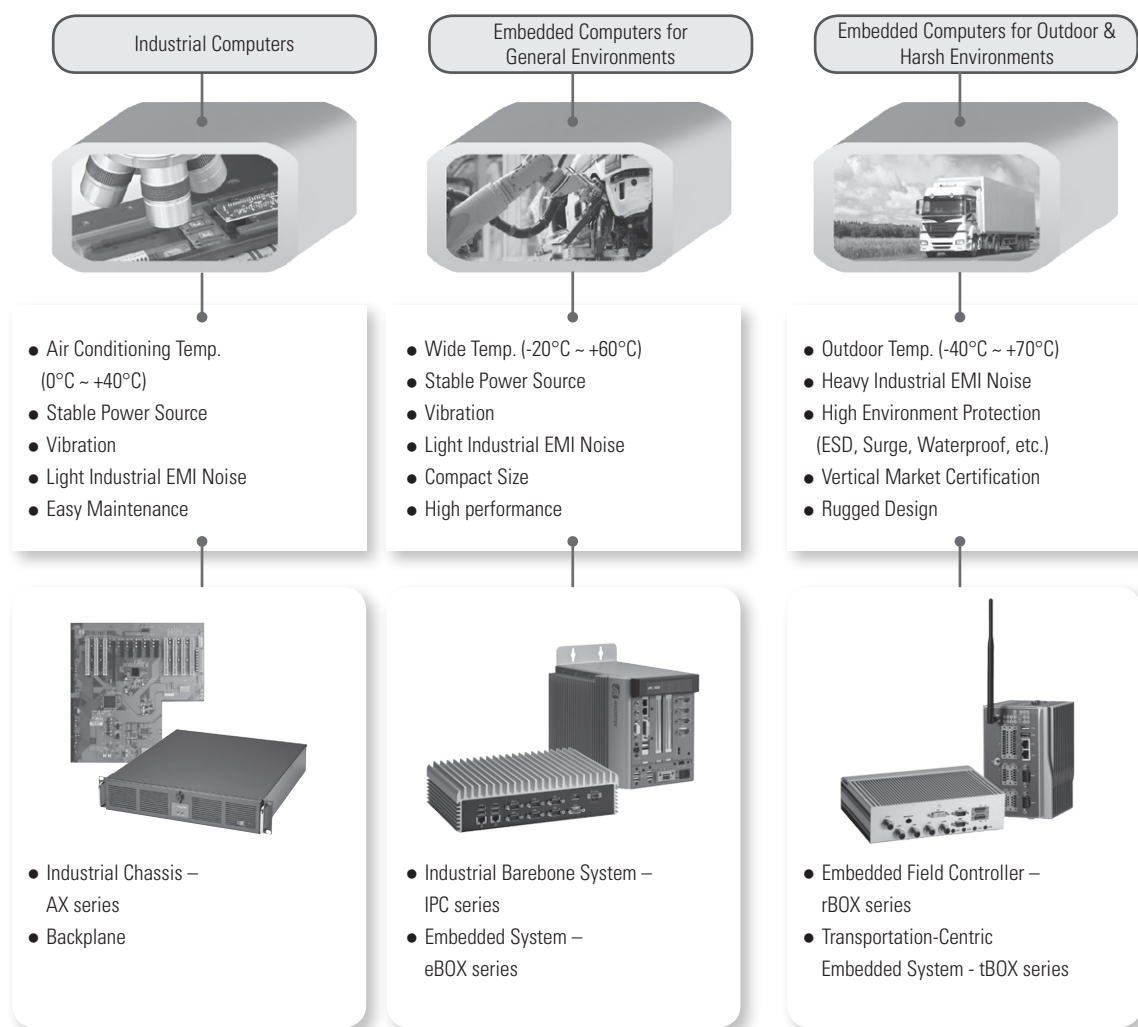 Industrial Computers
Embedded Computers for
General Environments
Embedded Computers for Outdoor &
Harsh Environments
● Air Conditioning Temp.
(0°C ~ +40°C)
● Stable Power Source
● Vibration
● Light Industrial EMI Noise
● Easy Maintenance
● Wide Temp. (-20°C ~ +60°C)
● Stable Power Source
● Vibration
● Light Industrial EMI Noise
● Compact Size
● High performance
● Outdoor Temp. (-40°C ~ +70°C)
● Heavy Industrial EMI Noise
● High Environment Protection
(ESD, Surge, Waterproof, etc.)
● Vertical Market Certification
● Rugged Design
● Industrial Chassis –
AX series
● Backplane
● Industrial Barebone System –
IPC series
● Embedded System –
eBOX series
● Embedded Field Controller –
rBOX series
● Transportation-Centric
Embedded System - tBOX series